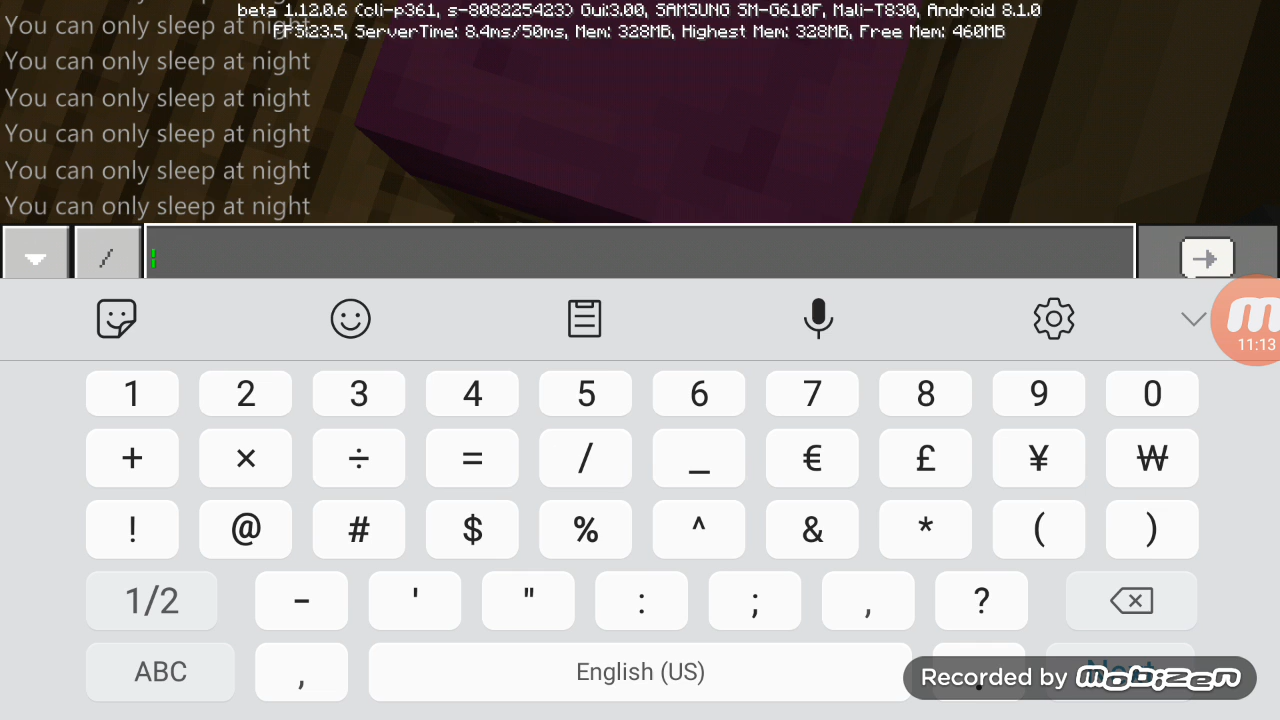 beta 1.12.0.6 (cli-p361, s-808225423) Gui:3.00, SAMSUNG SM-G610F, Mali-T830, Android 8.1.0
FPS:23.5, ServerTime: 8.4ms/50ms, Mem: 328MB, Highest Mem: 328MB, Free Mem: 460MB
You can only sleep at night
You can only sleep at night
You can only sleep at night
You can only sleep at night
You can only sleep at night
You can only sleep at night
/
11:13
1 2 3 4 5 6 7 8 9 0
+ × ÷ = / _ € £ ¥ ₩
! @ # $ % ^ & * ( )
1/2 - ' " : ; , ?
ABC , English (US) . Next
Recorded by mobizen